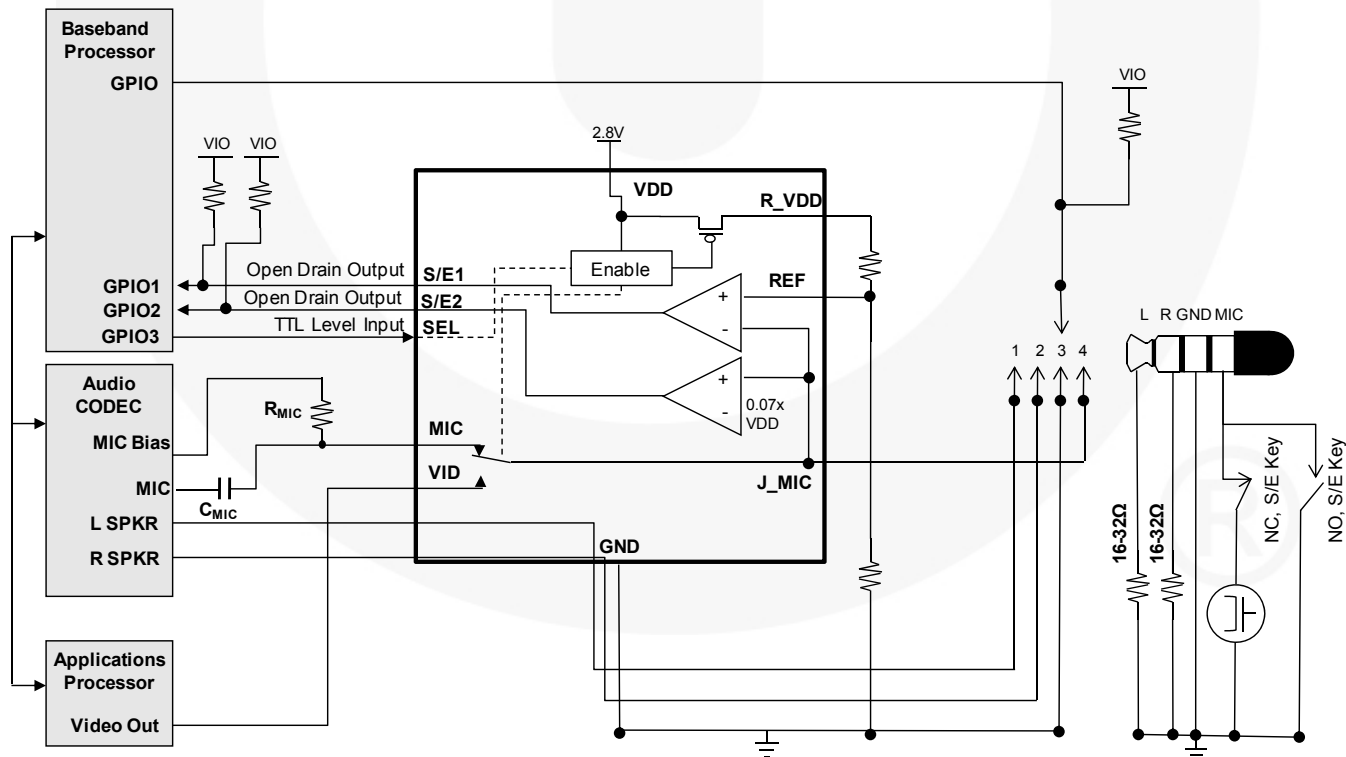 Baseband
Processor
GPIO
VIO
VIO
VIO
2.8V
VDD
R_VDD
Enable
REF
Open Drain Output
S/E1
GPIO1
Open Drain Output
S/E2
GPIO2
TTL Level Input
SEL
GPIO3
+
-
+
-
0.07x
VDD
L R GND MIC
1 2 3 4
Audio
CODEC
RMIC
MIC Bias
MIC
MIC
CMIC
VID
J_MIC
L SPKR
R SPKR
GND
16-32Ω
16-32Ω
NC, S/E Key
NO, S/E Key
R
Applications
Processor
Video Out